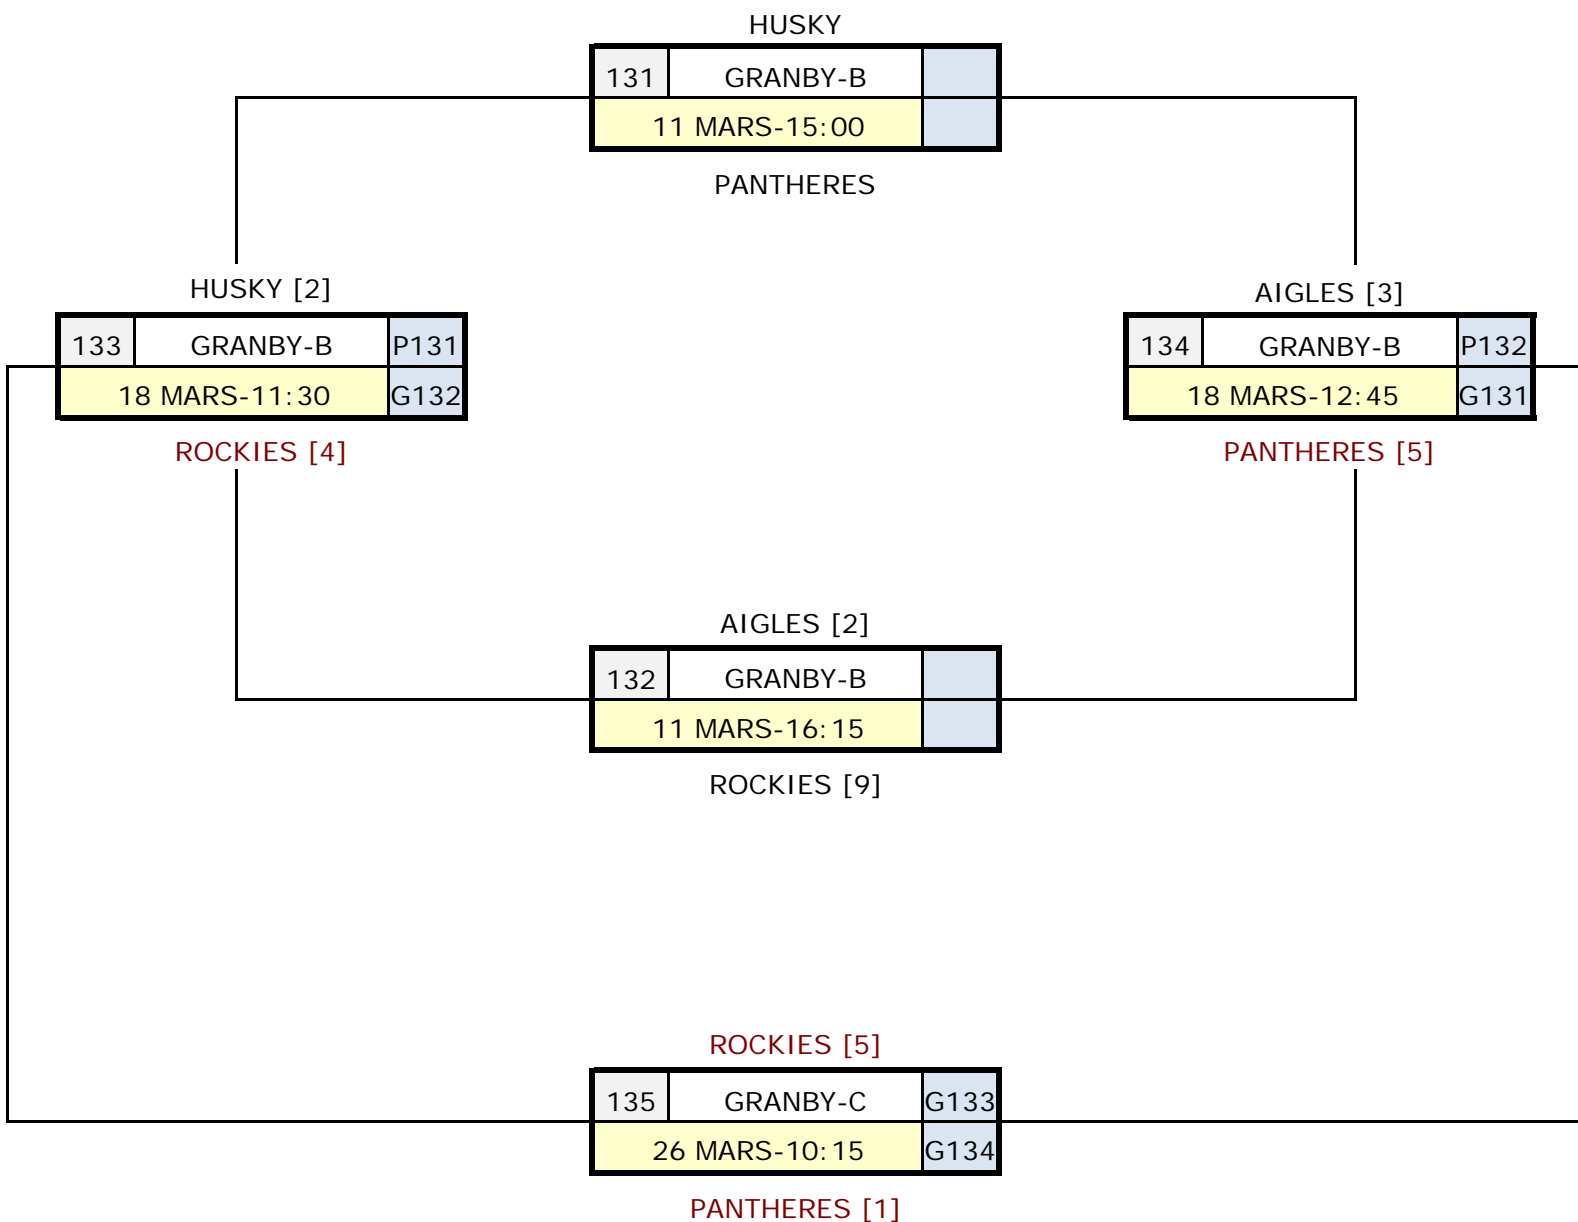 HUSKY
131 GRANBY-B
11 MARS-15:00
PANTHERES
HUSKY [2]
133 GRANBY-B P131
18 MARS-11:30 G132
ROCKIES [4]
AIGLES [3]
134 GRANBY-B P132
18 MARS-12:45 G131
PANTHERES [5]
AIGLES [2]
132 GRANBY-B
11 MARS-16:15
ROCKIES [9]
ROCKIES [5]
135 GRANBY-C G133
26 MARS-10:15 G134
PANTHERES [1]